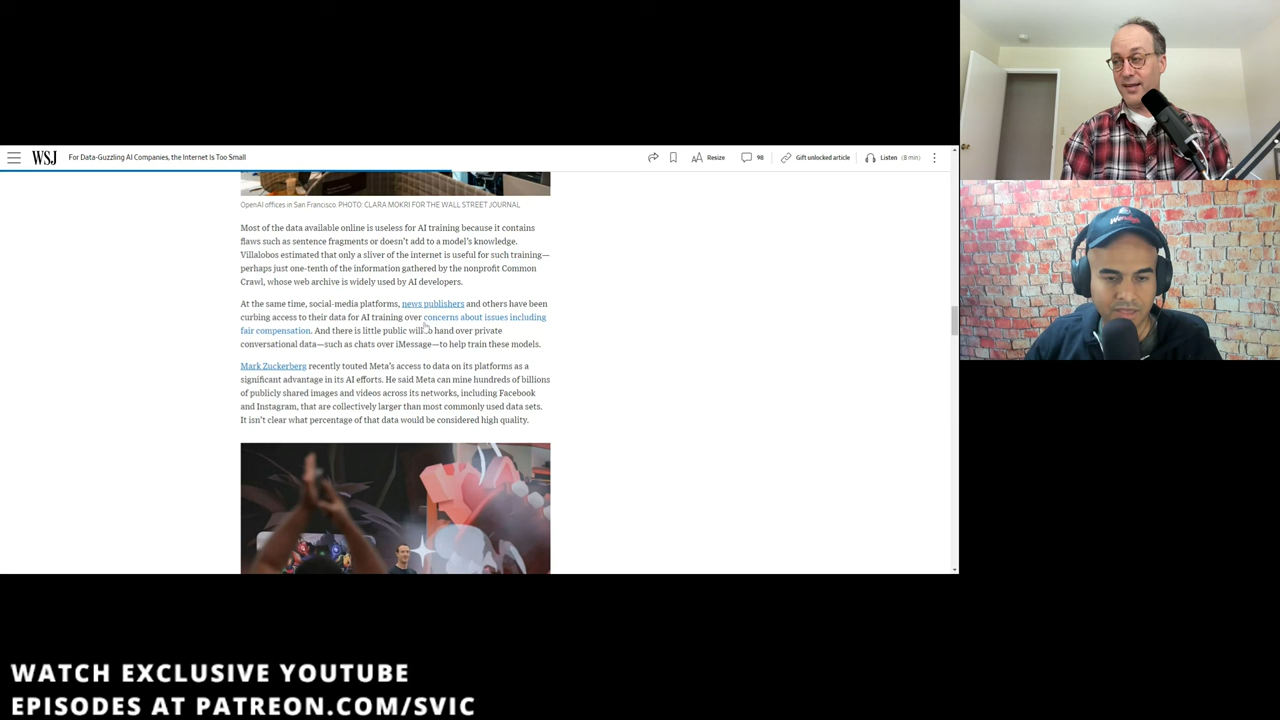 WSJ
For Data-Guzzling AI Companies, the Internet Is Too Small
AA Resize
98
Gift unlocked article
Listen (8 min)
OpenAI offices in San Francisco. PHOTO: CLARA MOKRI FOR THE WALL STREET JOURNAL
Most of the data available online is useless for AI training because it contains
flaws such as sentence fragments or doesn't add to a model's knowledge.
Villalobos estimated that only a sliver of the internet is useful for such training—
perhaps just one-tenth of the information gathered by the nonprofit Common
Crawl, whose web archive is widely used by AI developers.
At the same time, social-media platforms, news publishers and others have been
curbing access to their data for AI training over concerns about issues including
fair compensation. And there is little public will to hand over private
conversational data—such as chats over iMessage—to help train these models.
Mark Zuckerberg recently touted Meta's access to data on its platforms as a
significant advantage in its AI efforts. He said Meta can mine hundreds of billions
of publicly shared images and videos across its networks, including Facebook
and Instagram, that are collectively larger than most commonly used data sets.
It isn't clear what percentage of that data would be considered high quality.
WATCH EXCLUSIVE YOUTUBE
EPISODES AT PATREON.COM/SVIC